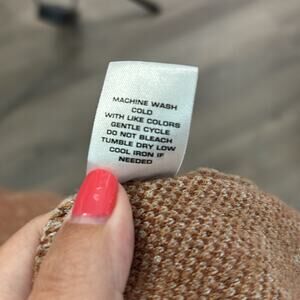 MACHINE WASH
COLD
WITH LIKE COLORS
GENTLE CYCLE
DO NOT BLEACH
TUMBLE DRY LOW
COOL IRON IF
NEEDED